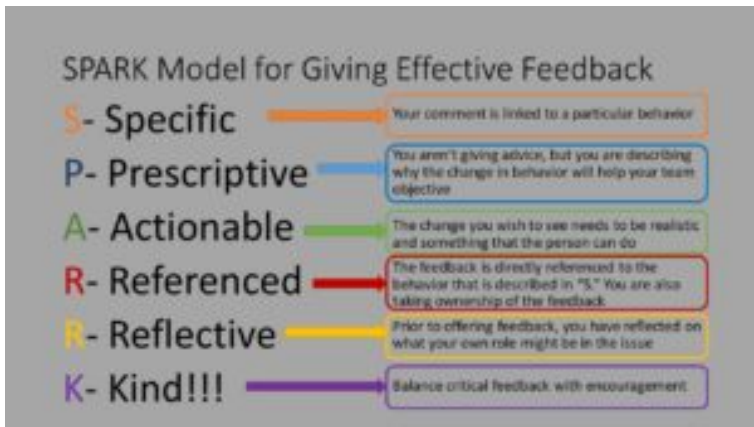 SPARK Model for Giving Effective Feedback
S- Specific
Your comment is linked to a particular behavior
P- Prescriptive
You aren't giving advice, but you are describing
why the change in behavior will help your team
objective
A- Actionable
The change you wish to see needs to be realistic
and something that the person can do
R- Referenced
The feedback is directly referenced to the
behavior that is described in "S." You are also
taking ownership of the feedback
R- Reflective
Prior to offering feedback, you have reflected on
what your own role might be in the issue
K- Kind!!!
Balance critical feedback with encouragement